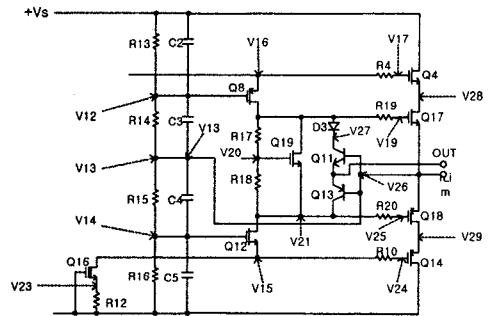 +Vs
R13
C2
V16
V17
R4
Q4
Q8
V12
V28
C3
R14
V13
R17
Q19
D3
V27
R19
V19
Q17
V20
Q11
OUT
V13
R18
Q13
V26
Lim
R15
C4
V14
R20
Q18
Q12
V21
V25
V29
Q16
R16
C5
V15
R10
Q14
V23
R12
V24